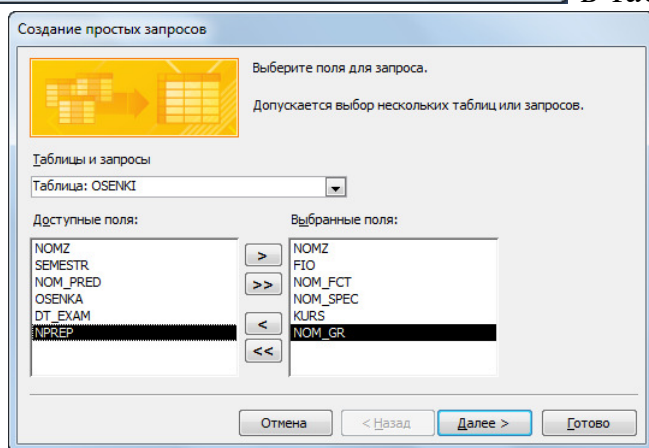 Создание простых запросов
Выберите поля для запроса.
Допускается выбор нескольких таблиц или запросов.
Таблицы и запросы
Таблица: OSENKI
Доступные поля:
Выбранные поля:
NOMZ
SEMESTR
NOM_PRED
OSENKA
DT_EXAM
NPREP
>
>>
<
<<
NOMZ
FIO
NOM_FCT
NOM_SPEC
KURS
NOM_GR
Отмена
< Назад
Далее >
Готово